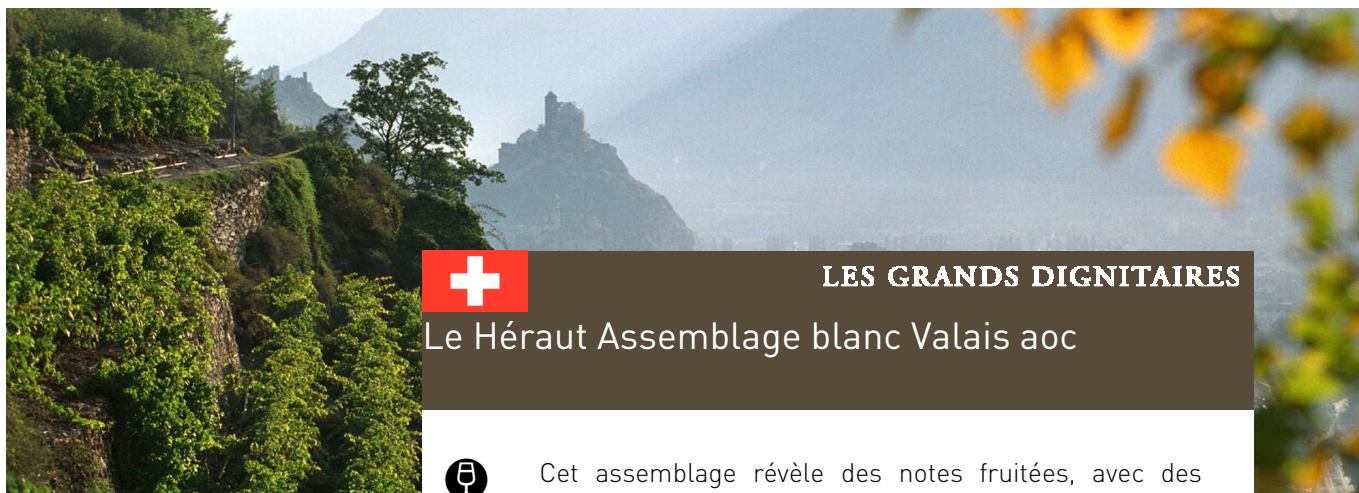 LES GRANDS DIGNITAIRES
Le Héraut Assemblage blanc Valais aoc
Cet assemblage révèle des notes fruitées, avec des